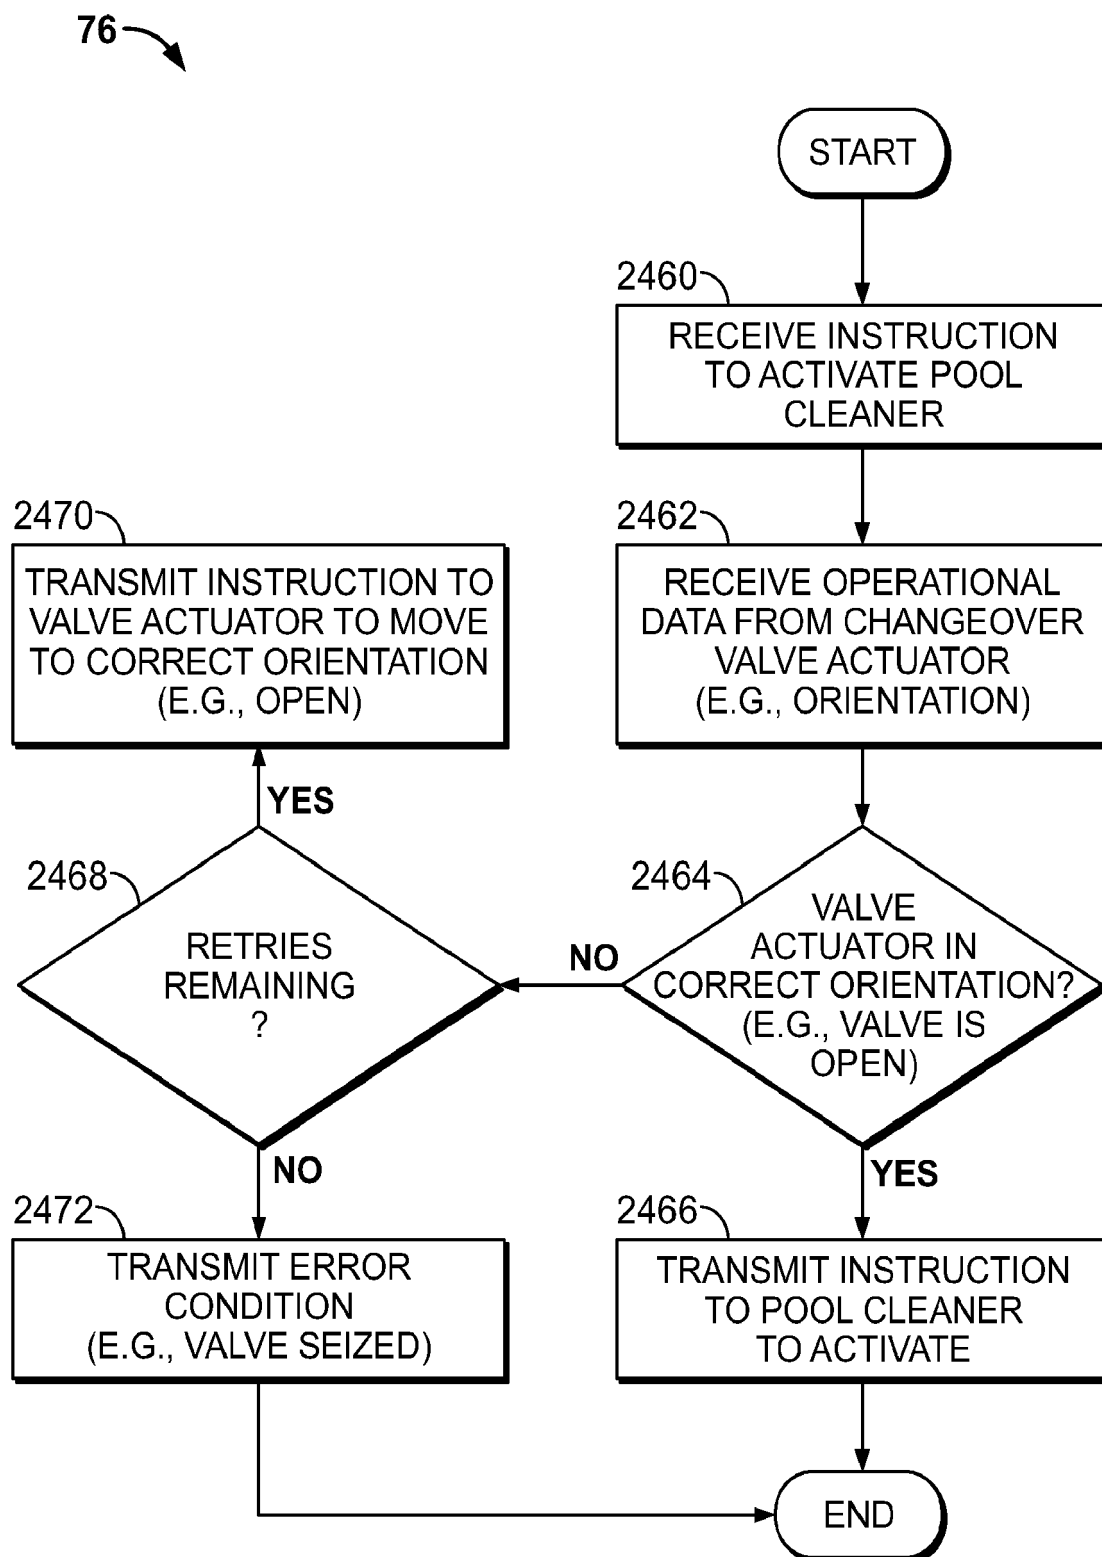 76
START
2460
RECEIVE INSTRUCTION
TO ACTIVATE POOL
CLEANER
2470
TRANSMIT INSTRUCTION TO
VALVE ACTUATOR TO MOVE
TO CORRECT ORIENTATION
(E.G., OPEN)
2462
RECEIVE OPERATIONAL
DATA FROM CHANGEOVER
VALVE ACTUATOR
(E.G., ORIENTATION)
YES
2468
RETRIES
REMAINING
?
NO
2464
VALVE
ACTUATOR IN
CORRECT ORIENTATION?
(E.G., VALVE IS
OPEN)
NO
YES
2472
TRANSMIT ERROR
CONDITION
(E.G., VALVE SEIZED)
2466
TRANSMIT INSTRUCTION
TO POOL CLEANER
TO ACTIVATE
END